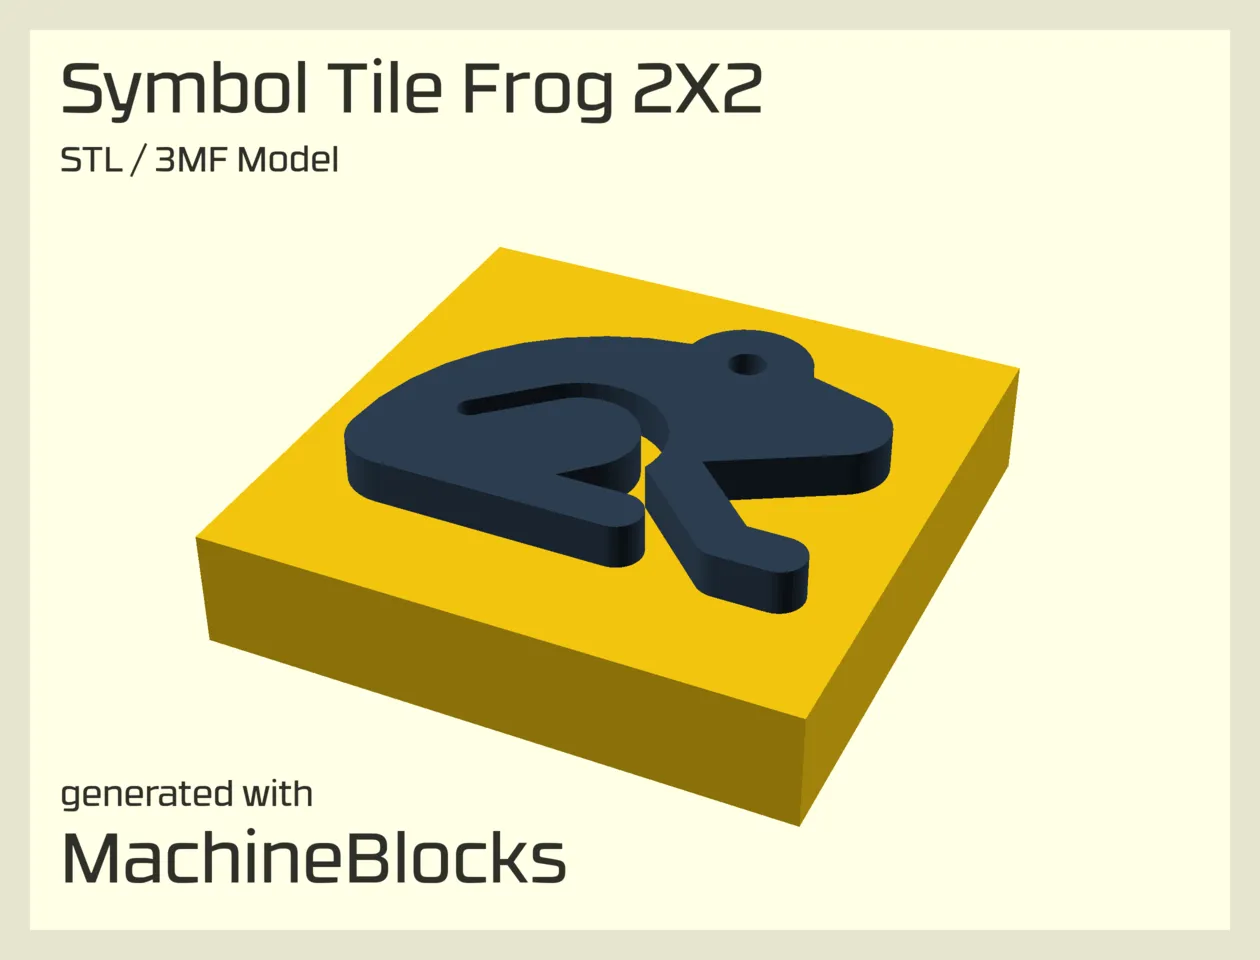 Symbol Tile Frog 2X2
STL / 3MF Model
generated with
MachineBlocks